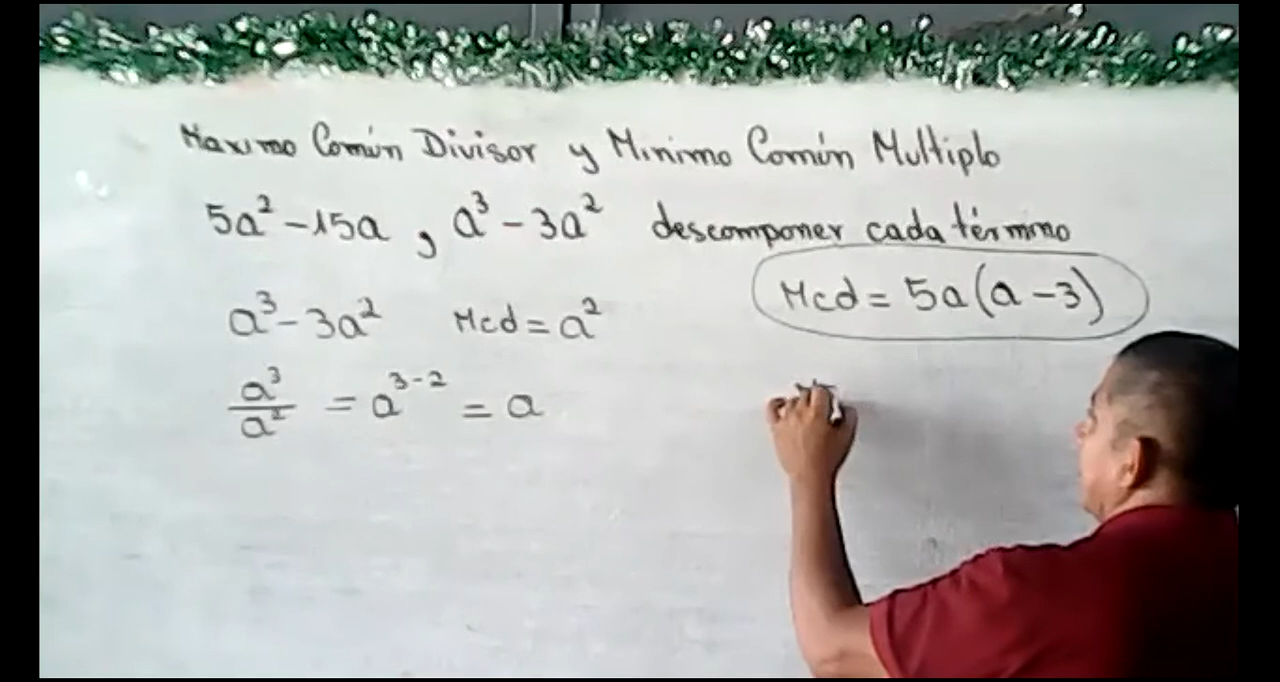 Maximo Común Divisor y Minimo Común Multiplo
5a² - 15a , a³ - 3a² descomponer cada término
Mcd = 5a(a - 3)
a³ - 3a² Mcd = a²
a³/a² = a³⁻² = a